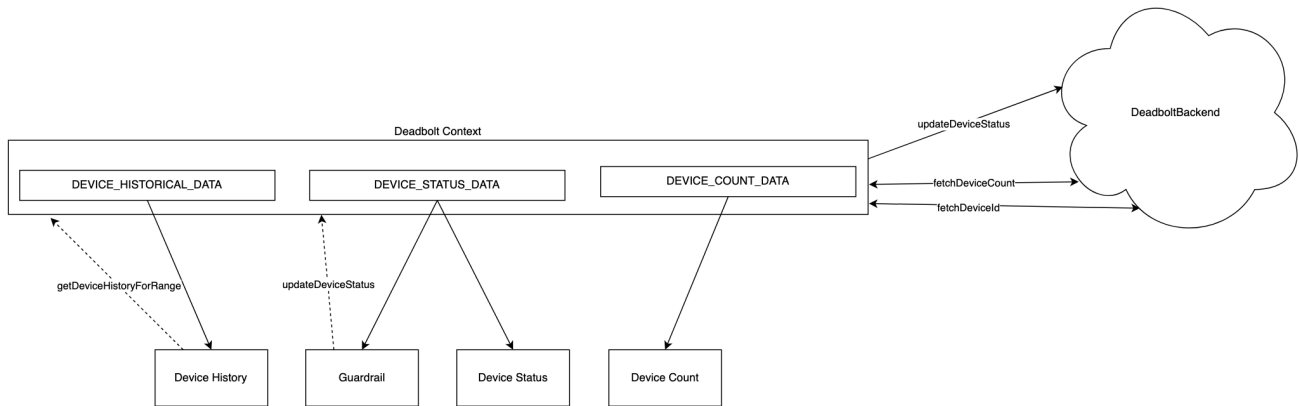 DeadboltBackend
updateDeviceStatus
Deadbolt Context
DEVICE_HISTORICAL_DATA
DEVICE_STATUS_DATA
DEVICE_COUNT_DATA
fetchDeviceCount
fetchDeviceId
getDeviceHistoryForRange
updateDeviceStatus
Device History
Guardrail
Device Status
Device Count